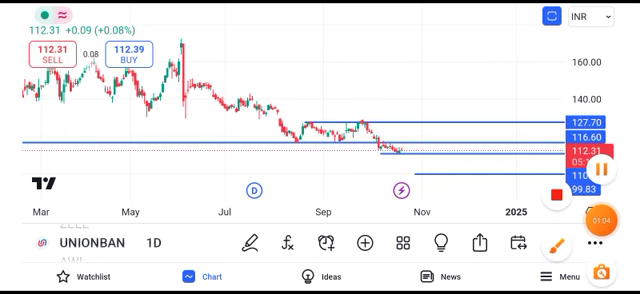 112.31 +0.09 (+0.08%)
INR
112.31
SELL
0.08
112.39
BUY
160.00
140.00
127.70
116.60
112.31
99.83
D
Mar May Jul Sep Nov 2025
UNIONBAN 1D
01:04
Watchlist Chart Ideas News Menu